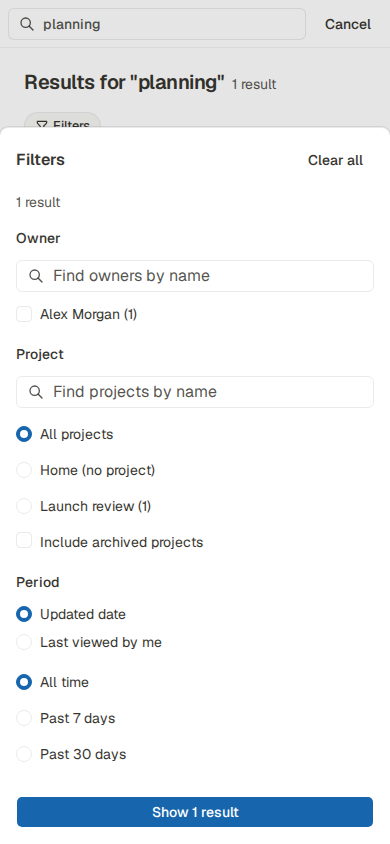 planning
Cancel
Results for "planning" 1 result
Filters
Filters
Clear all
1 result
Owner
Find owners by name
Alex Morgan (1)
Project
Find projects by name
All projects
Home (no project)
Launch review (1)
Include archived projects
Period
Updated date
Last viewed by me
All time
Past 7 days
Past 30 days
Show 1 result